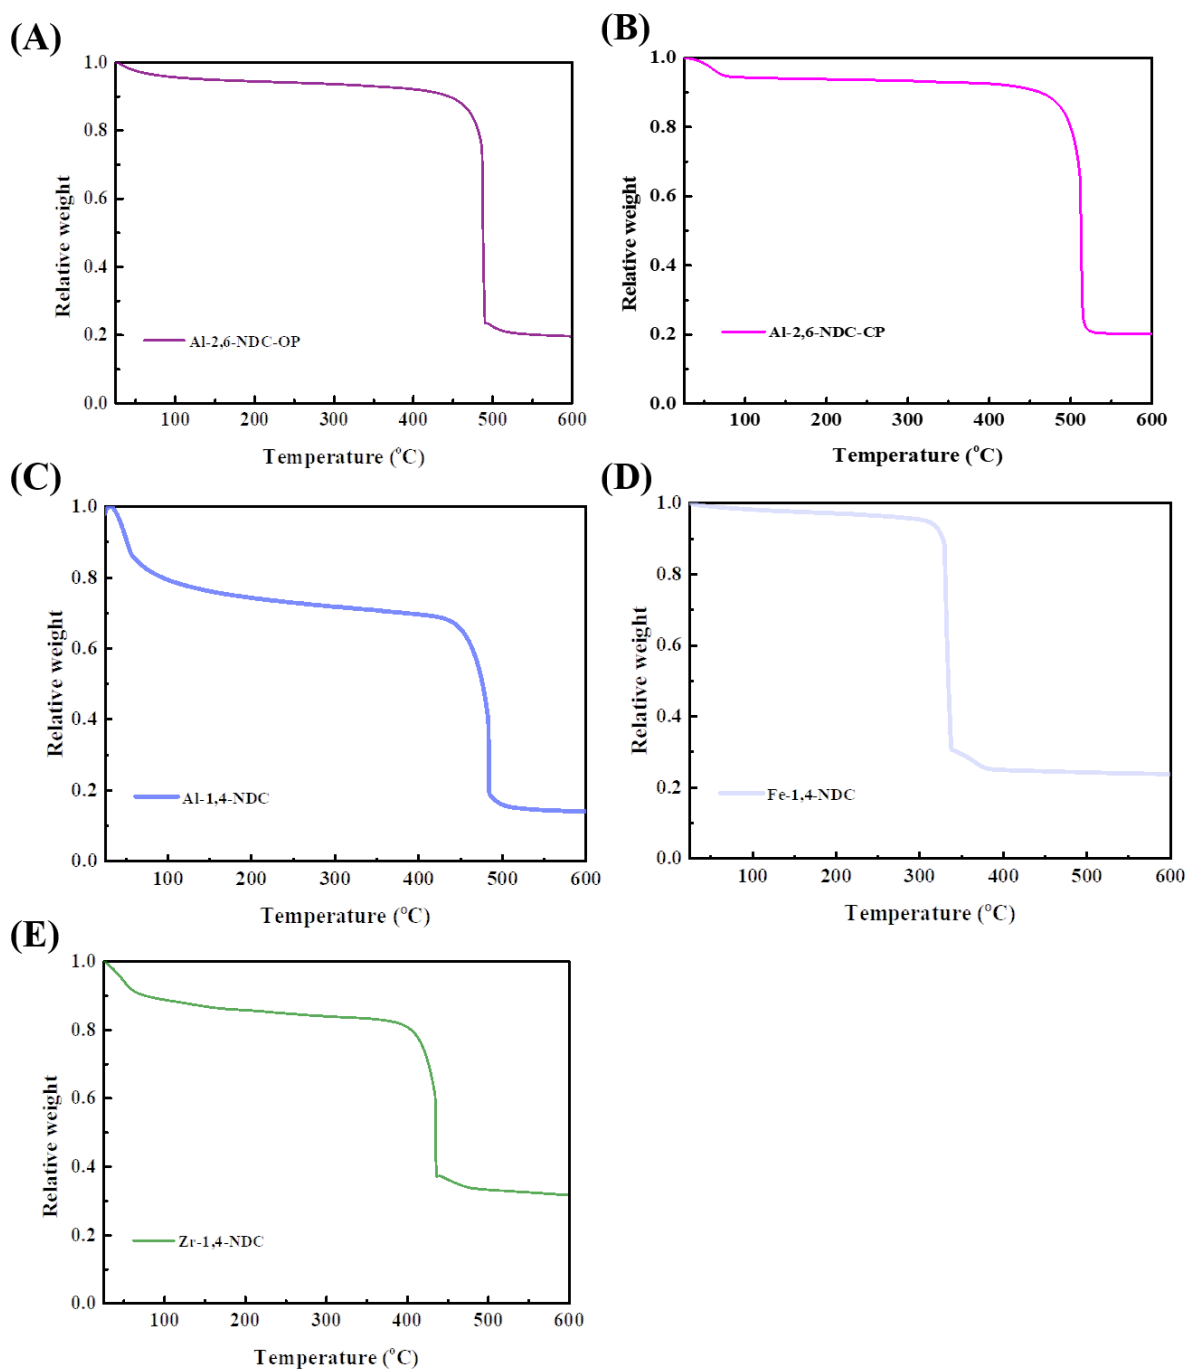 (A)
1.0
0.8
0.6
0.4
0.2
0.0
Relative weight
Al-2,6-NDC-OP
100 200 300 400 500 600
Temperature (°C)
(B)
1.0
0.8
0.6
0.4
0.2
0.0
Relative weight
Al-2,6-NDC-CP
100 200 300 400 500 600
Temperature (°C)
(C)
1.0
0.8
0.6
0.4
0.2
0.0
Relative weight
Al-1,4-NDC
100 200 300 400 500 600
Temperature (°C)
(D)
1.0
0.8
0.6
0.4
0.2
0.0
Relative weight
Fe-1,4-NDC
100 200 300 400 500 600
Temperature (°C)
(E)
1.0
0.8
0.6
0.4
0.2
0.0
Relative weight
Zr-1,4-NDC
100 200 300 400 500 600
Temperature (°C)